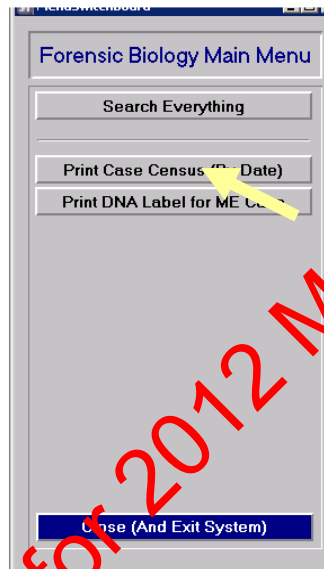 Forensic Biology Main Menu
Search Everything
Print Case Census (By Date)
Print DNA Label for ME Case
Close (And Exit System)
for 2012 M